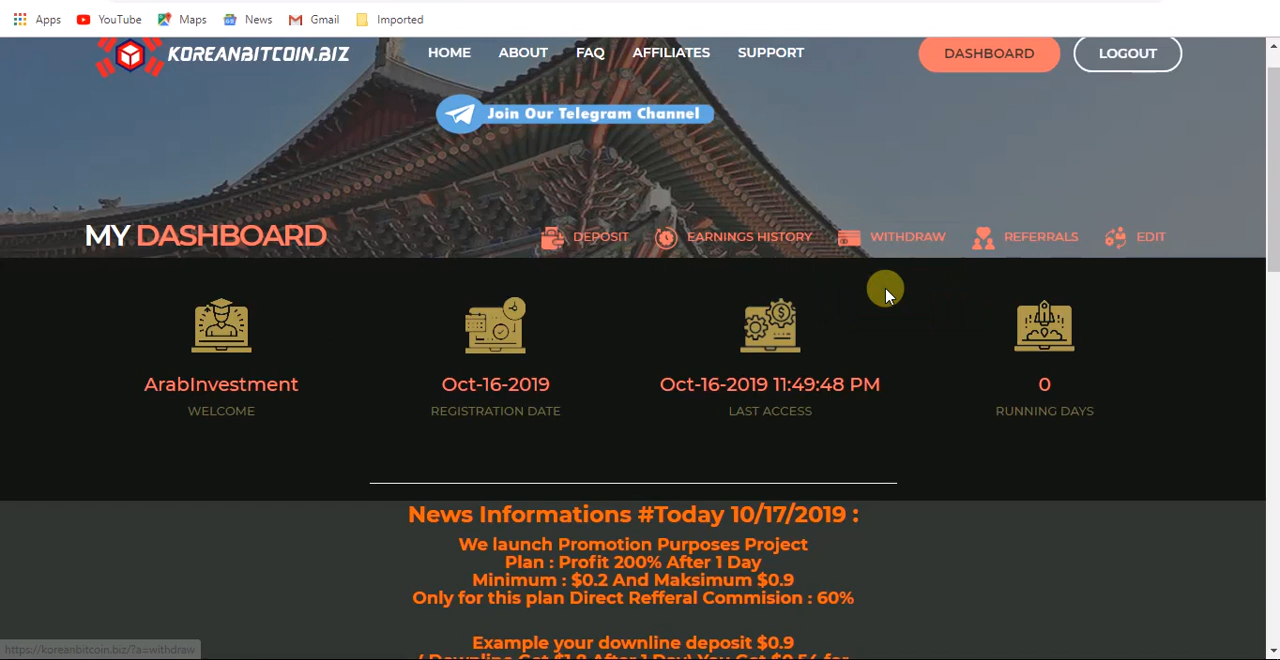 Apps YouTube Maps News Gmail Imported
KOREANBITCOIN.BIZ HOME ABOUT FAQ AFFILIATES SUPPORT DASHBOARD LOGOUT
Join Our Telegram Channel
MY DASHBOARD DEPOSIT EARNINGS HISTORY WITHDRAW REFERRALS EDIT
ArabInvestment Oct-16-2019 Oct-16-2019 11:49:48 PM 0
WELCOME REGISTRATION DATE LAST ACCESS RUNNING DAYS
News Informations #Today 10/17/2019 :
We launch Promotion Purposes Project
Plan : Profit 200% After 1 Day
Minimum : $0.2 And Maksimum $0.9
Only for this plan Direct Refferal Commision : 60%
Example your downline deposit $0.9
https://koreanbitcoin.biz/?a=withdraw